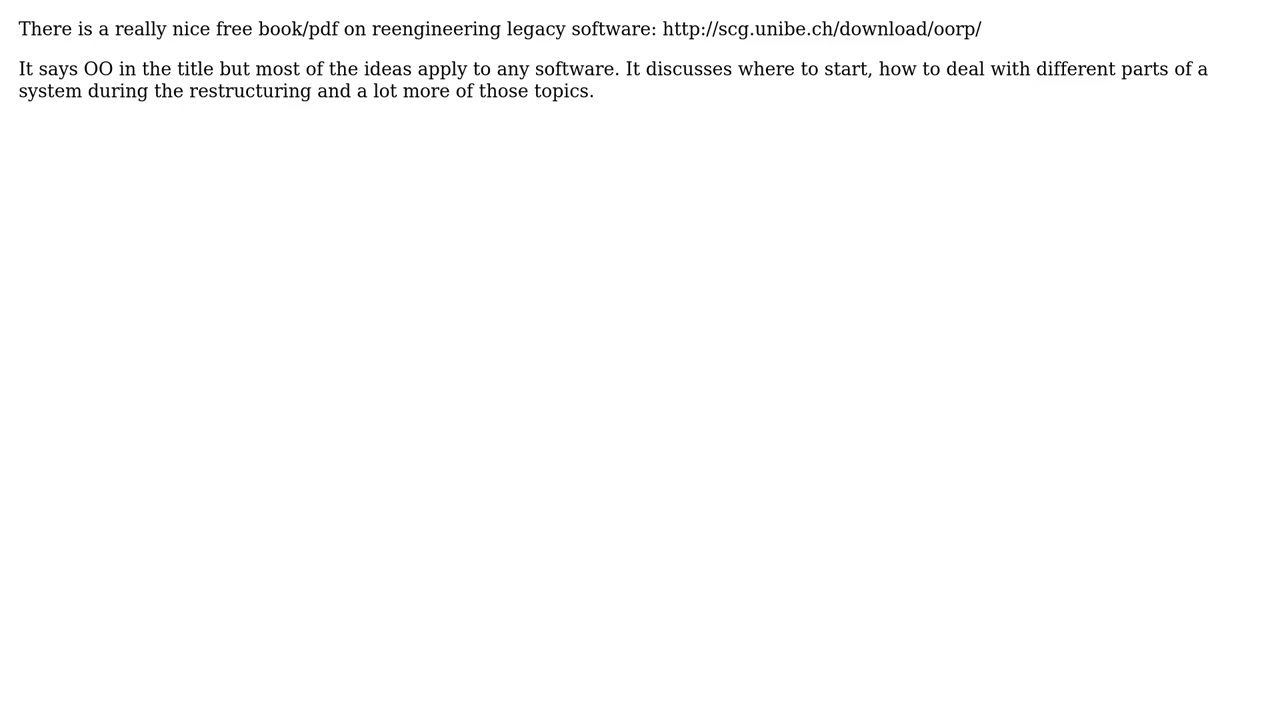 There is a really nice free book/pdf on reengineering legacy software: http://scg.unibe.ch/download/oorp/
It says OO in the title but most of the ideas apply to any software. It discusses where to start, how to deal with different parts of a
system during the restructuring and a lot more of those topics.